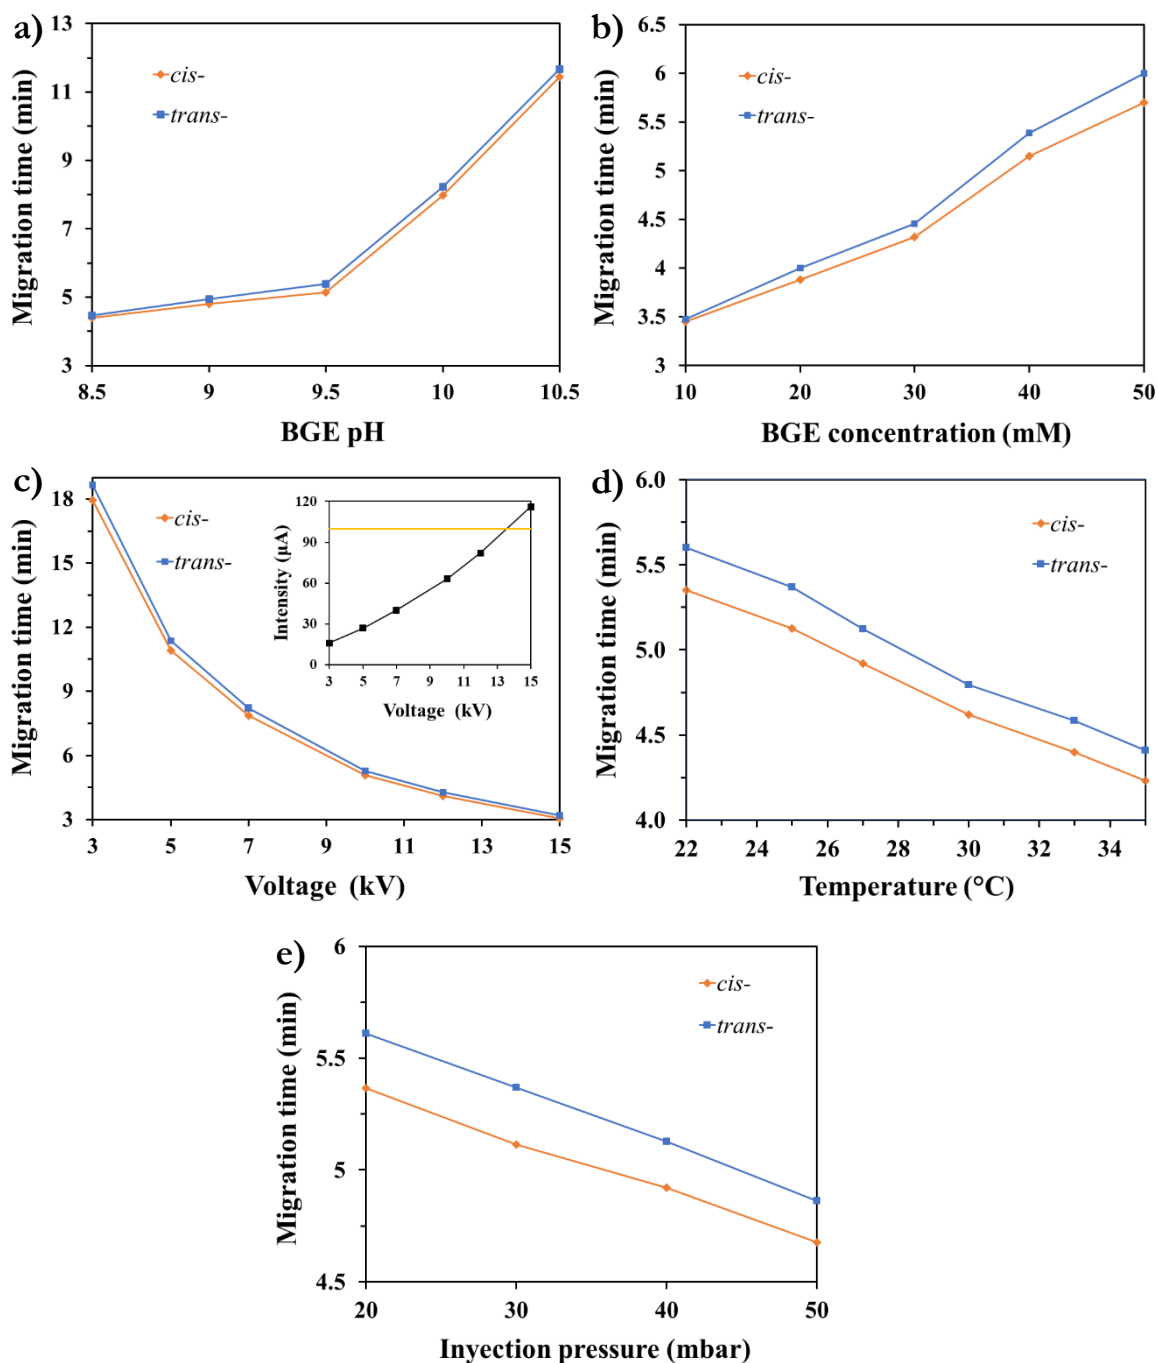 a)
Migration time (min)
13
11
9
7
5
3
8.5 9 9.5 10 10.5
BGE pH
cis-
trans-
b)
Migration time (min)
6.5
6
5.5
5
4.5
4
3.5
3
10 20 30 40 50
BGE concentration (mM)
cis-
trans-
c)
Migration time (min)
18
15
12
9
6
3
3 5 7 9 11 13 15
Voltage (kV)
cis-
trans-
Intensity (µA)
120
90
60
30
0
3 5 7 9 11 13 15
Voltage (kV)
d)
Migration time (min)
6.0
5.5
5.0
4.5
4.0
22 24 26 28 30 32 34
Temperature (°C)
cis-
trans-
e)
Migration time (min)
6
5.5
5
4.5
20 30 40 50
Inyection pressure (mbar)
cis-
trans-